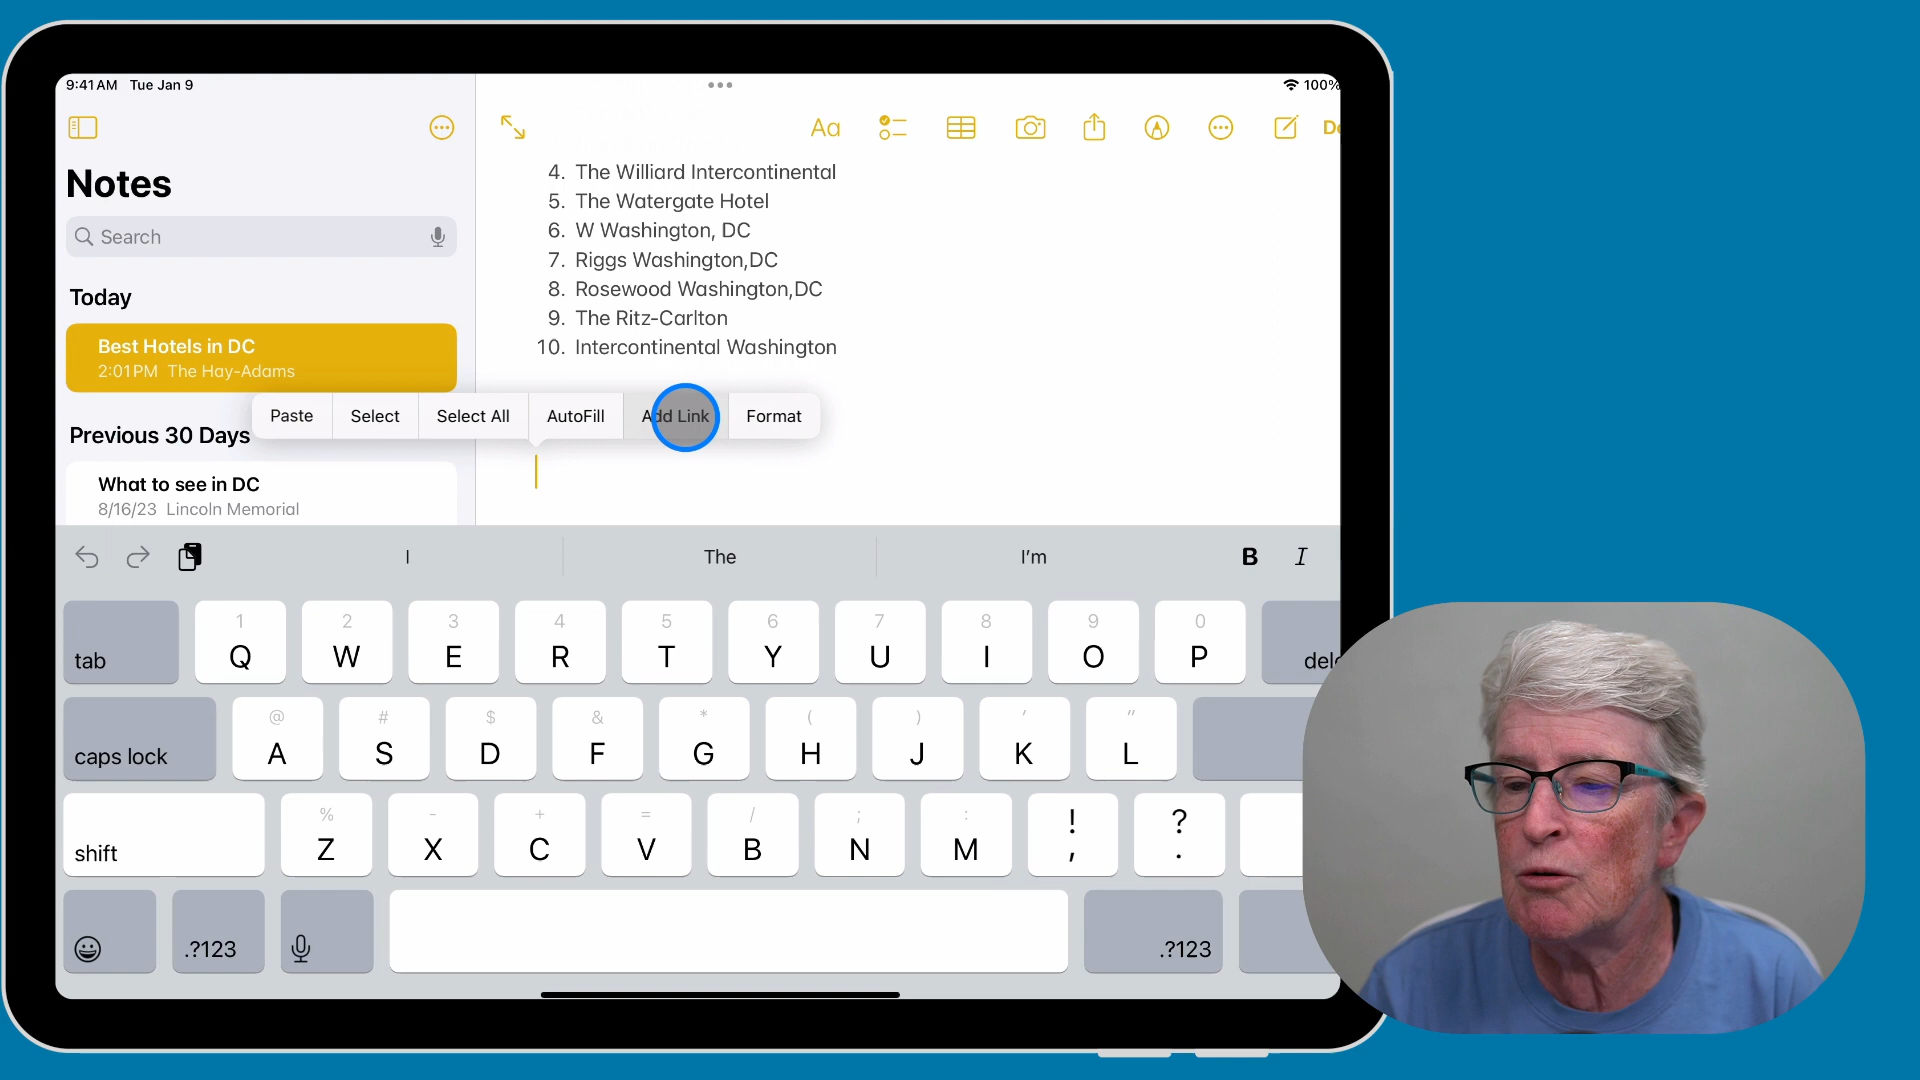 9:41 AM Tue Jan 9
100%
Notes
Search
Today
Best Hotels in DC
2:01 PM The Hay-Adams
Previous 30 Days
What to see in DC
8/16/23 Lincoln Memorial
Aa
4. The Williard Intercontinental
5. The Watergate Hotel
6. W Washington, DC
7. Riggs Washington,DC
8. Rosewood Washington,DC
9. The Ritz-Carlton
10. Intercontinental Washington
Paste Select Select All AutoFill Add Link Format
I The I'm B I
1 2 3 4 5 6 7 8 9 0
tab Q W E R T Y U I O P
@ # $ & * ( ) ' "
caps lock A S D F G H J K L
% - + = / ; : ! ?
shift Z X C V B N M , .
.?123 .?123